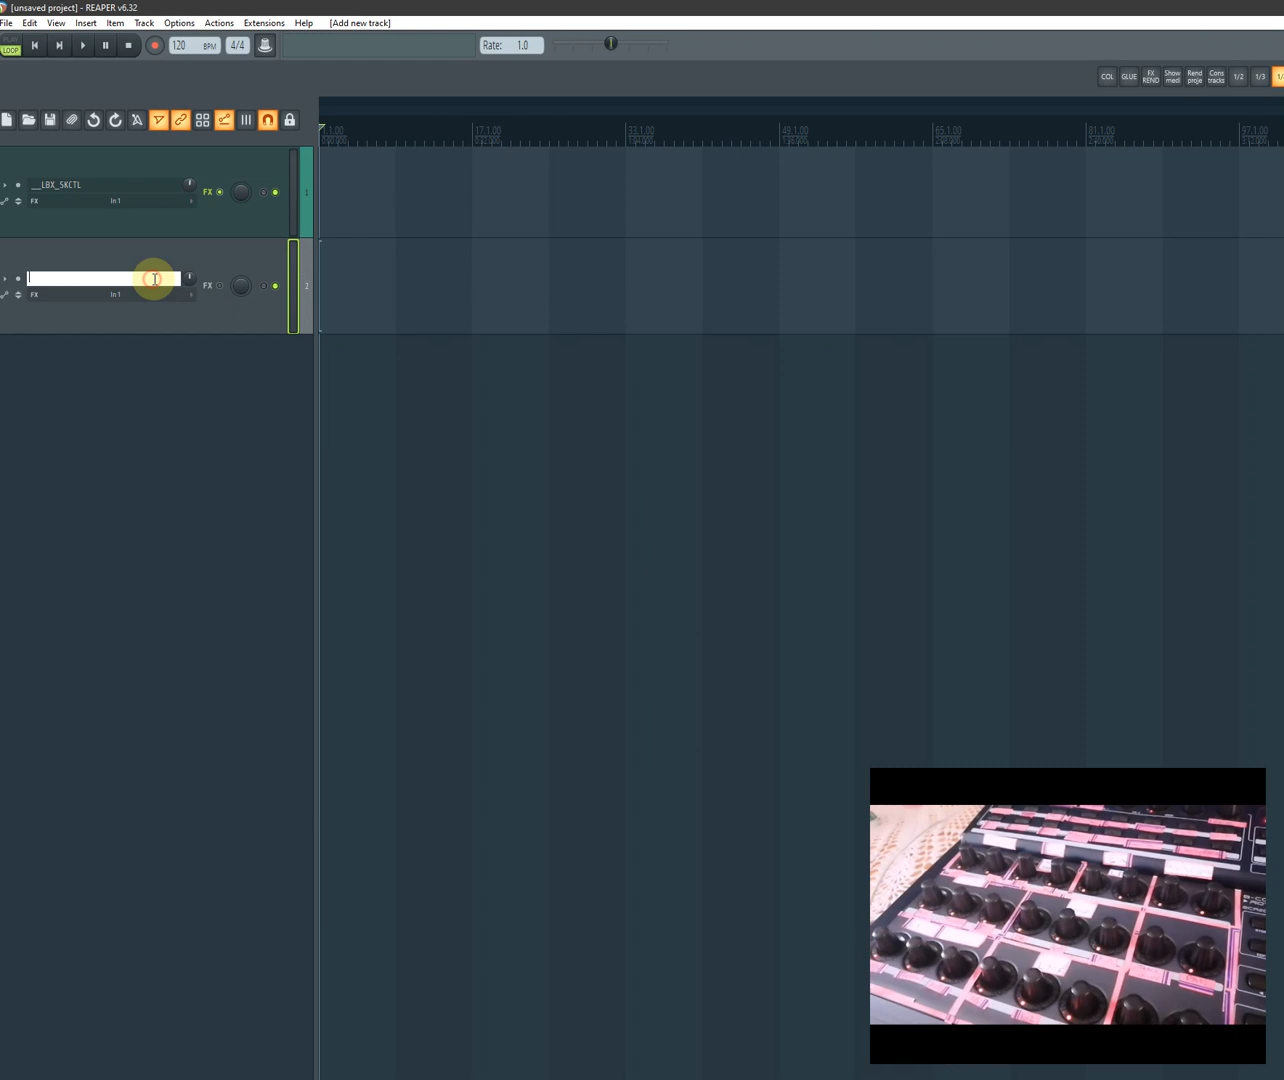 [unsaved project] - REAPER v6.32
File Edit View Insert Item Track Options Actions Extensions Help [Add new track]
LOOP 120 BPM 4/4 Rate: 1.0
COL GLUE FX REND Show medi Rend proje Cons tracks 1/2 1/3
1.1.00 17.1.00 33.1.00 49.1.00 65.1.00 81.1.00 97.1.00
__LBX_SKCTL FX 1
FX In 1
FX 2
FX In 1